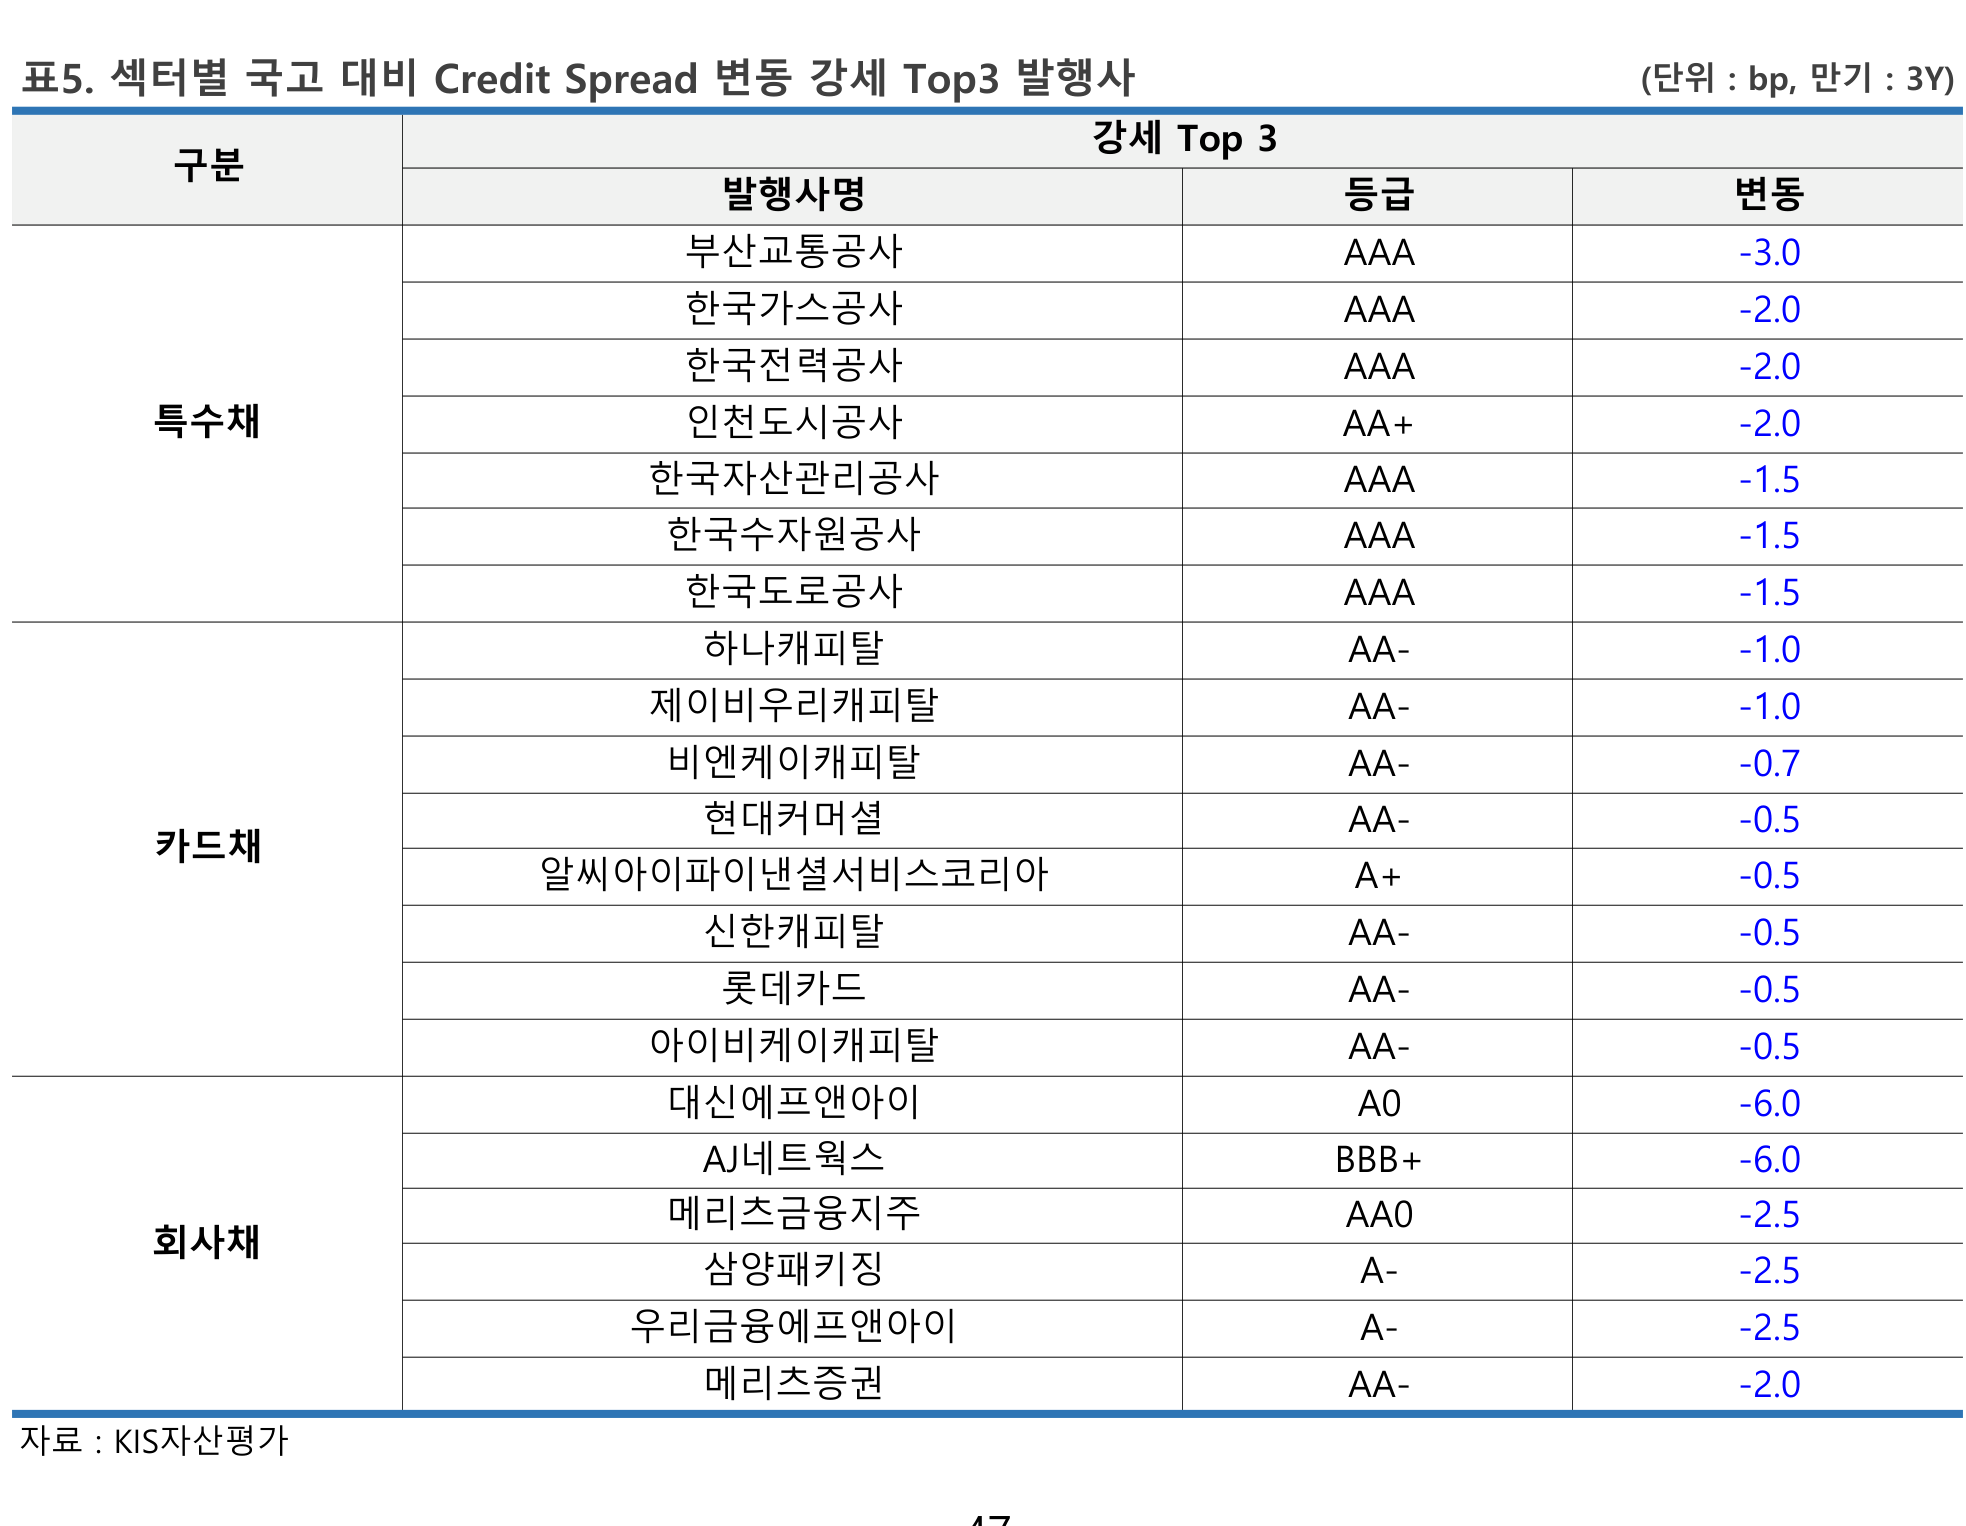 표5. 섹터별 국고 대비 Credit Spread 변동 강세 Top3 발행사 (단위 : bp, 만기 : 3Y)
구분 강세 Top 3
발행사명 등급 변동
특수채
부산교통공사 AAA -3.0
한국가스공사 AAA -2.0
한국전력공사 AAA -2.0
인천도시공사 AA+ -2.0
한국자산관리공사 AAA -1.5
한국수자원공사 AAA -1.5
한국도로공사 AAA -1.5
카드채
하나캐피탈 AA- -1.0
제이비우리캐피탈 AA- -1.0
비엔케이캐피탈 AA- -0.7
현대커머셜 AA- -0.5
알씨아이파이낸셜서비스코리아 A+ -0.5
신한캐피탈 AA- -0.5
롯데카드 AA- -0.5
아이비케이캐피탈 AA- -0.5
회사채
대신에프앤아이 A0 -6.0
AJ네트웍스 BBB+ -6.0
메리츠금융지주 AA0 -2.5
삼양패키징 A- -2.5
우리금융에프앤아이 A- -2.5
메리츠증권 AA- -2.0
자료 : KIS자산평가
47